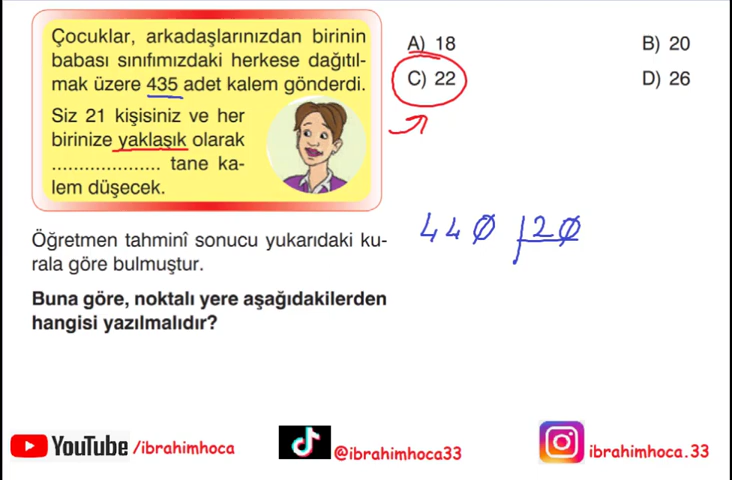 Çocuklar, arkadaşlarınızdan birinin
babası sınıfımızdaki herkese dağıtıl-
mak üzere 435 adet kalem gönderdi.
Siz 21 kişisiniz ve her
birinize yaklaşık olarak
.................... tane ka-
lem düşecek.
Öğretmen tahminî sonucu yukarıdaki ku-
rala göre bulmuştur.
Buna göre, noktalı yere aşağıdakilerden
hangisi yazılmalıdır?
A) 18
B) 20
C) 22
D) 26
440 20
YouTube /ibrahimhoca
@ibrahimhoca33
ibrahimhoca.33